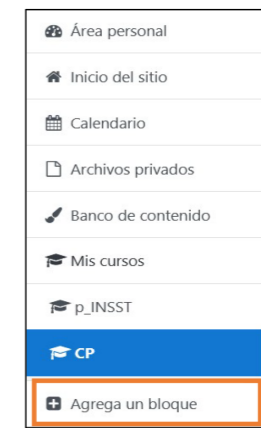 Área personal
Inicio del sitio
Calendario
Archivos privados
Banco de contenido
Mis cursos
p_INSST
CP
Agrega un bloque